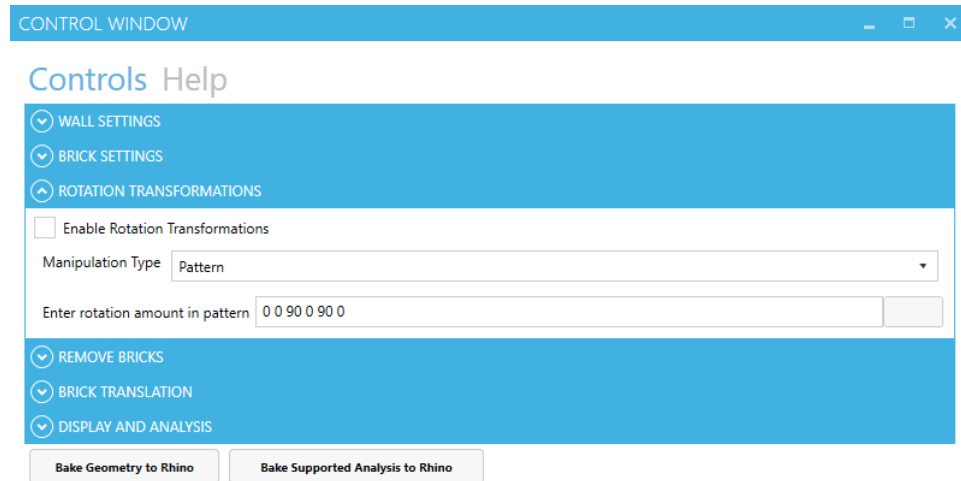 CONTROL WINDOW
Controls Help
WALL SETTINGS
BRICK SETTINGS
ROTATION TRANSFORMATIONS
Enable Rotation Transformations
Manipulation Type Pattern
Enter rotation amount in pattern 0 0 90 0 90 0
REMOVE BRICKS
BRICK TRANSLATION
DISPLAY AND ANALYSIS
Bake Geometry to Rhino Bake Supported Analysis to Rhino